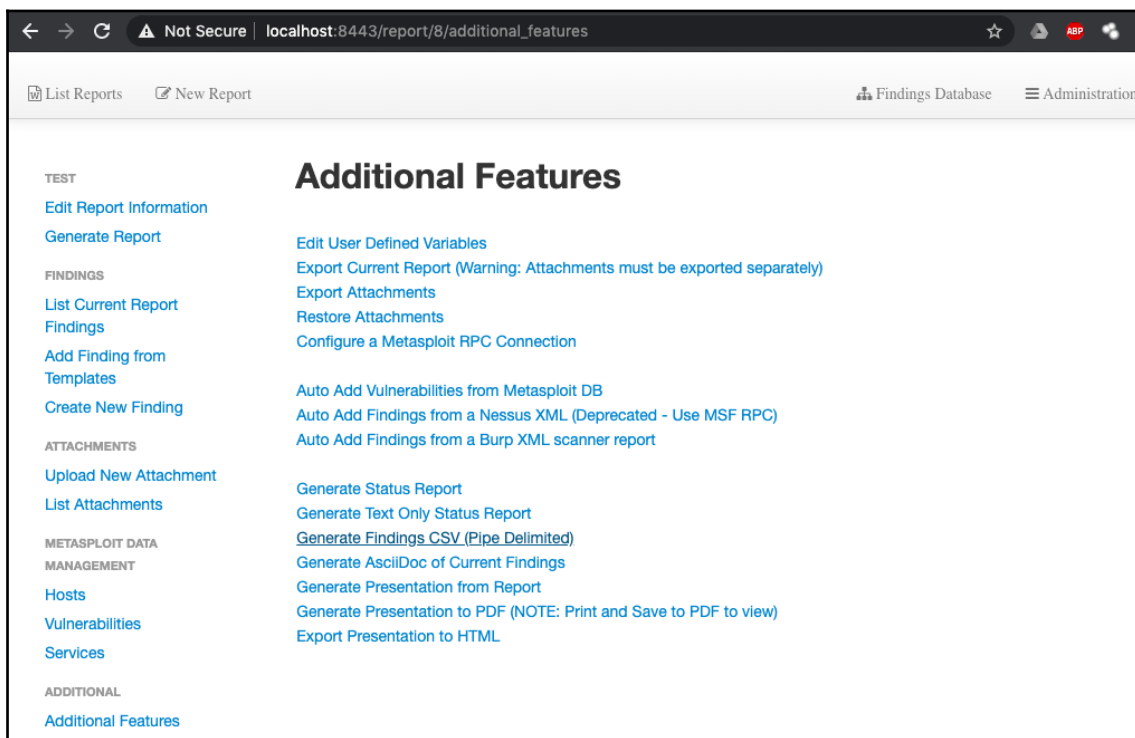 Not Secure | localhost:8443/report/8/additional_features
ABP
List Reports
New Report
Findings Database
Administration
TEST
Edit Report Information
Generate Report
FINDINGS
List Current Report
Findings
Add Finding from
Templates
Create New Finding
ATTACHMENTS
Upload New Attachment
List Attachments
METASPLOIT DATA
MANAGEMENT
Hosts
Vulnerabilities
Services
ADDITIONAL
Additional Features
Additional Features
Edit User Defined Variables
Export Current Report (Warning: Attachments must be exported separately)
Export Attachments
Restore Attachments
Configure a Metasploit RPC Connection
Auto Add Vulnerabilities from Metasploit DB
Auto Add Findings from a Nessus XML (Deprecated - Use MSF RPC)
Auto Add Findings from a Burp XML scanner report
Generate Status Report
Generate Text Only Status Report
Generate Findings CSV (Pipe Delimited)
Generate AsciiDoc of Current Findings
Generate Presentation from Report
Generate Presentation to PDF (NOTE: Print and Save to PDF to view)
Export Presentation to HTML